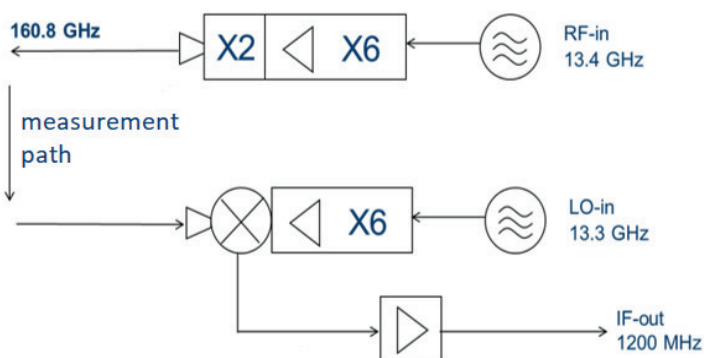 160.8 GHz
X2
X6
RF-in
13.4 GHz
measurement
path
X6
LO-in
13.3 GHz
IF-out
1200 MHz